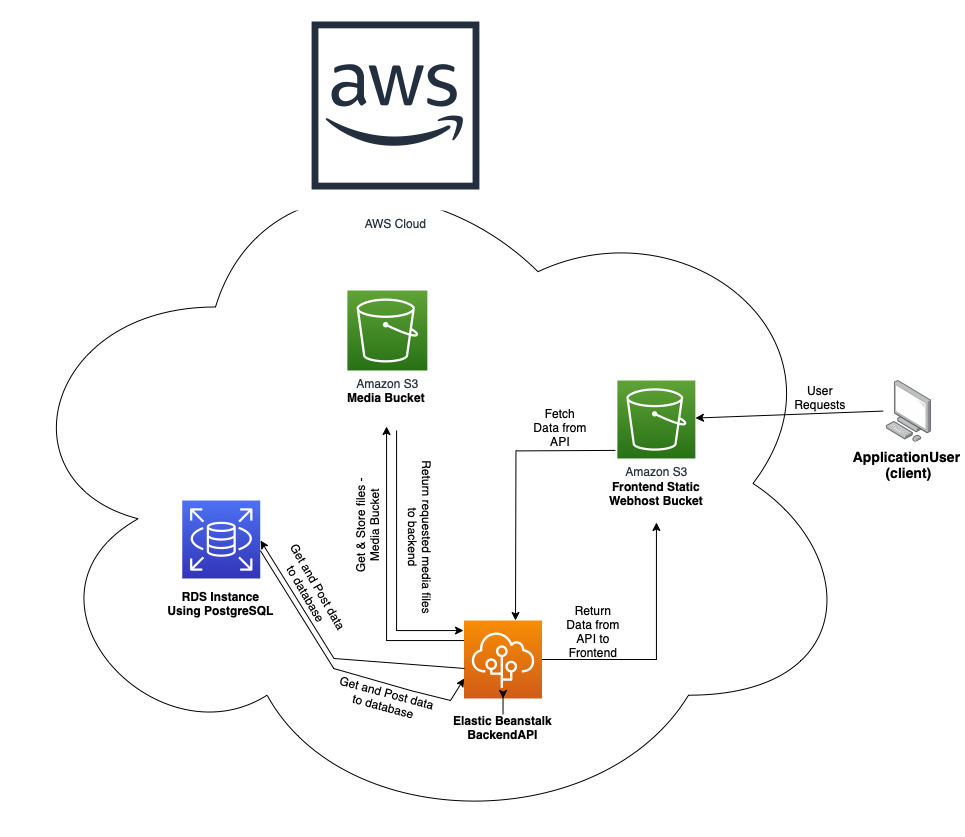 aws
AWS Cloud
Amazon S3
Media Bucket
User
Requests
ApplicationUser
(client)
Fetch
Data from
API
Amazon S3
Frontend Static
Webhost Bucket
Get & Store files -
Media Bucket
Return requested media files
to backend
RDS Instance
Using PostgreSQL
Get and Post data
to database
Get and Post data
to database
Return
Data from
API to
Frontend
Elastic Beanstalk
BackendAPI